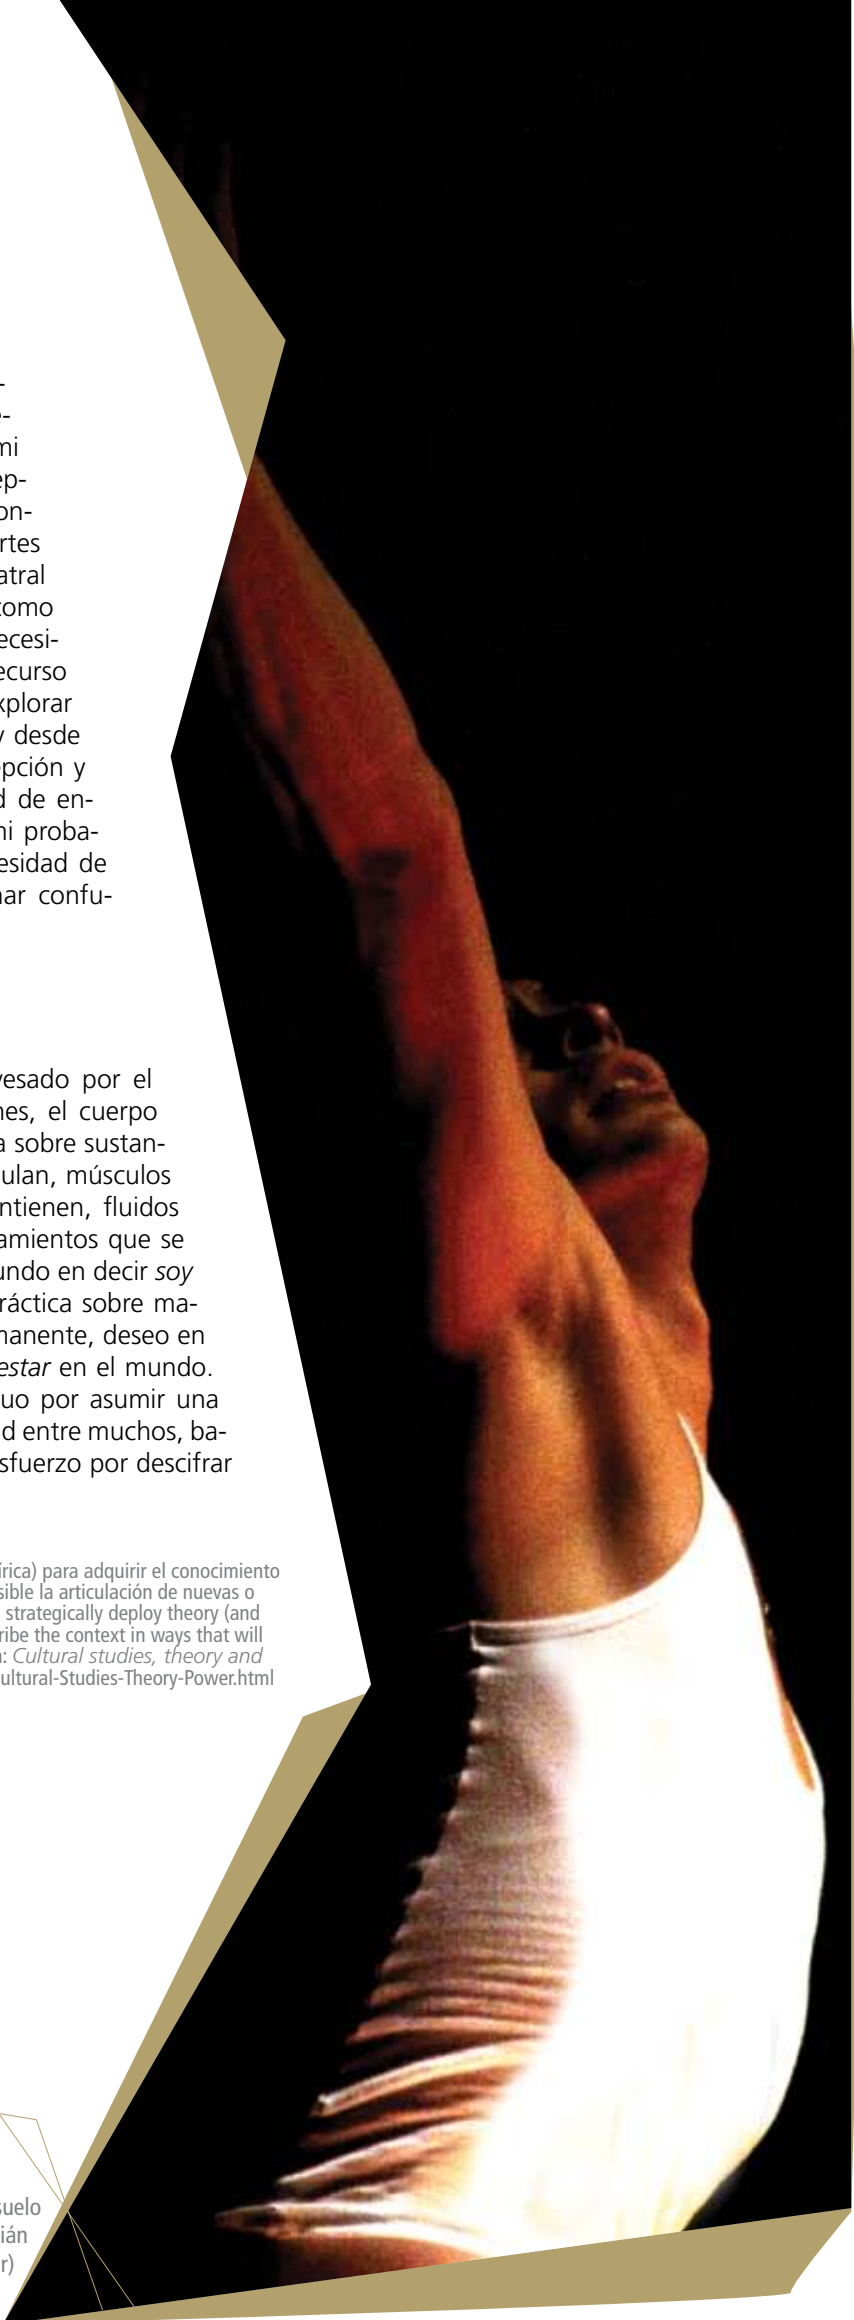 -
e-
mi
ep-
on-
rtes
atral
como
ecesi-
ecurso
xplorar
y desde
pción y
d de en-
ni proba-
esidad de
nar confu-
vesado por el
nes, el cuerpo
a sobre sustan-
ulan, músculos
ntienen, fluidos
amientos que se
undo en decir soy
ráctica sobre ma-
manente, deseo en
estar en el mundo.
uo por asumir una
d entre muchos, ba-
sfuerzo por descifrar
írica) para adquirir el conocimiento
sible la articulación de nuevas o
strategically deploy theory (and
ribe the context in ways that will
n: Cultural studies, theory and
ultural-Studies-Theory-Power.html
suelo
ián
r)